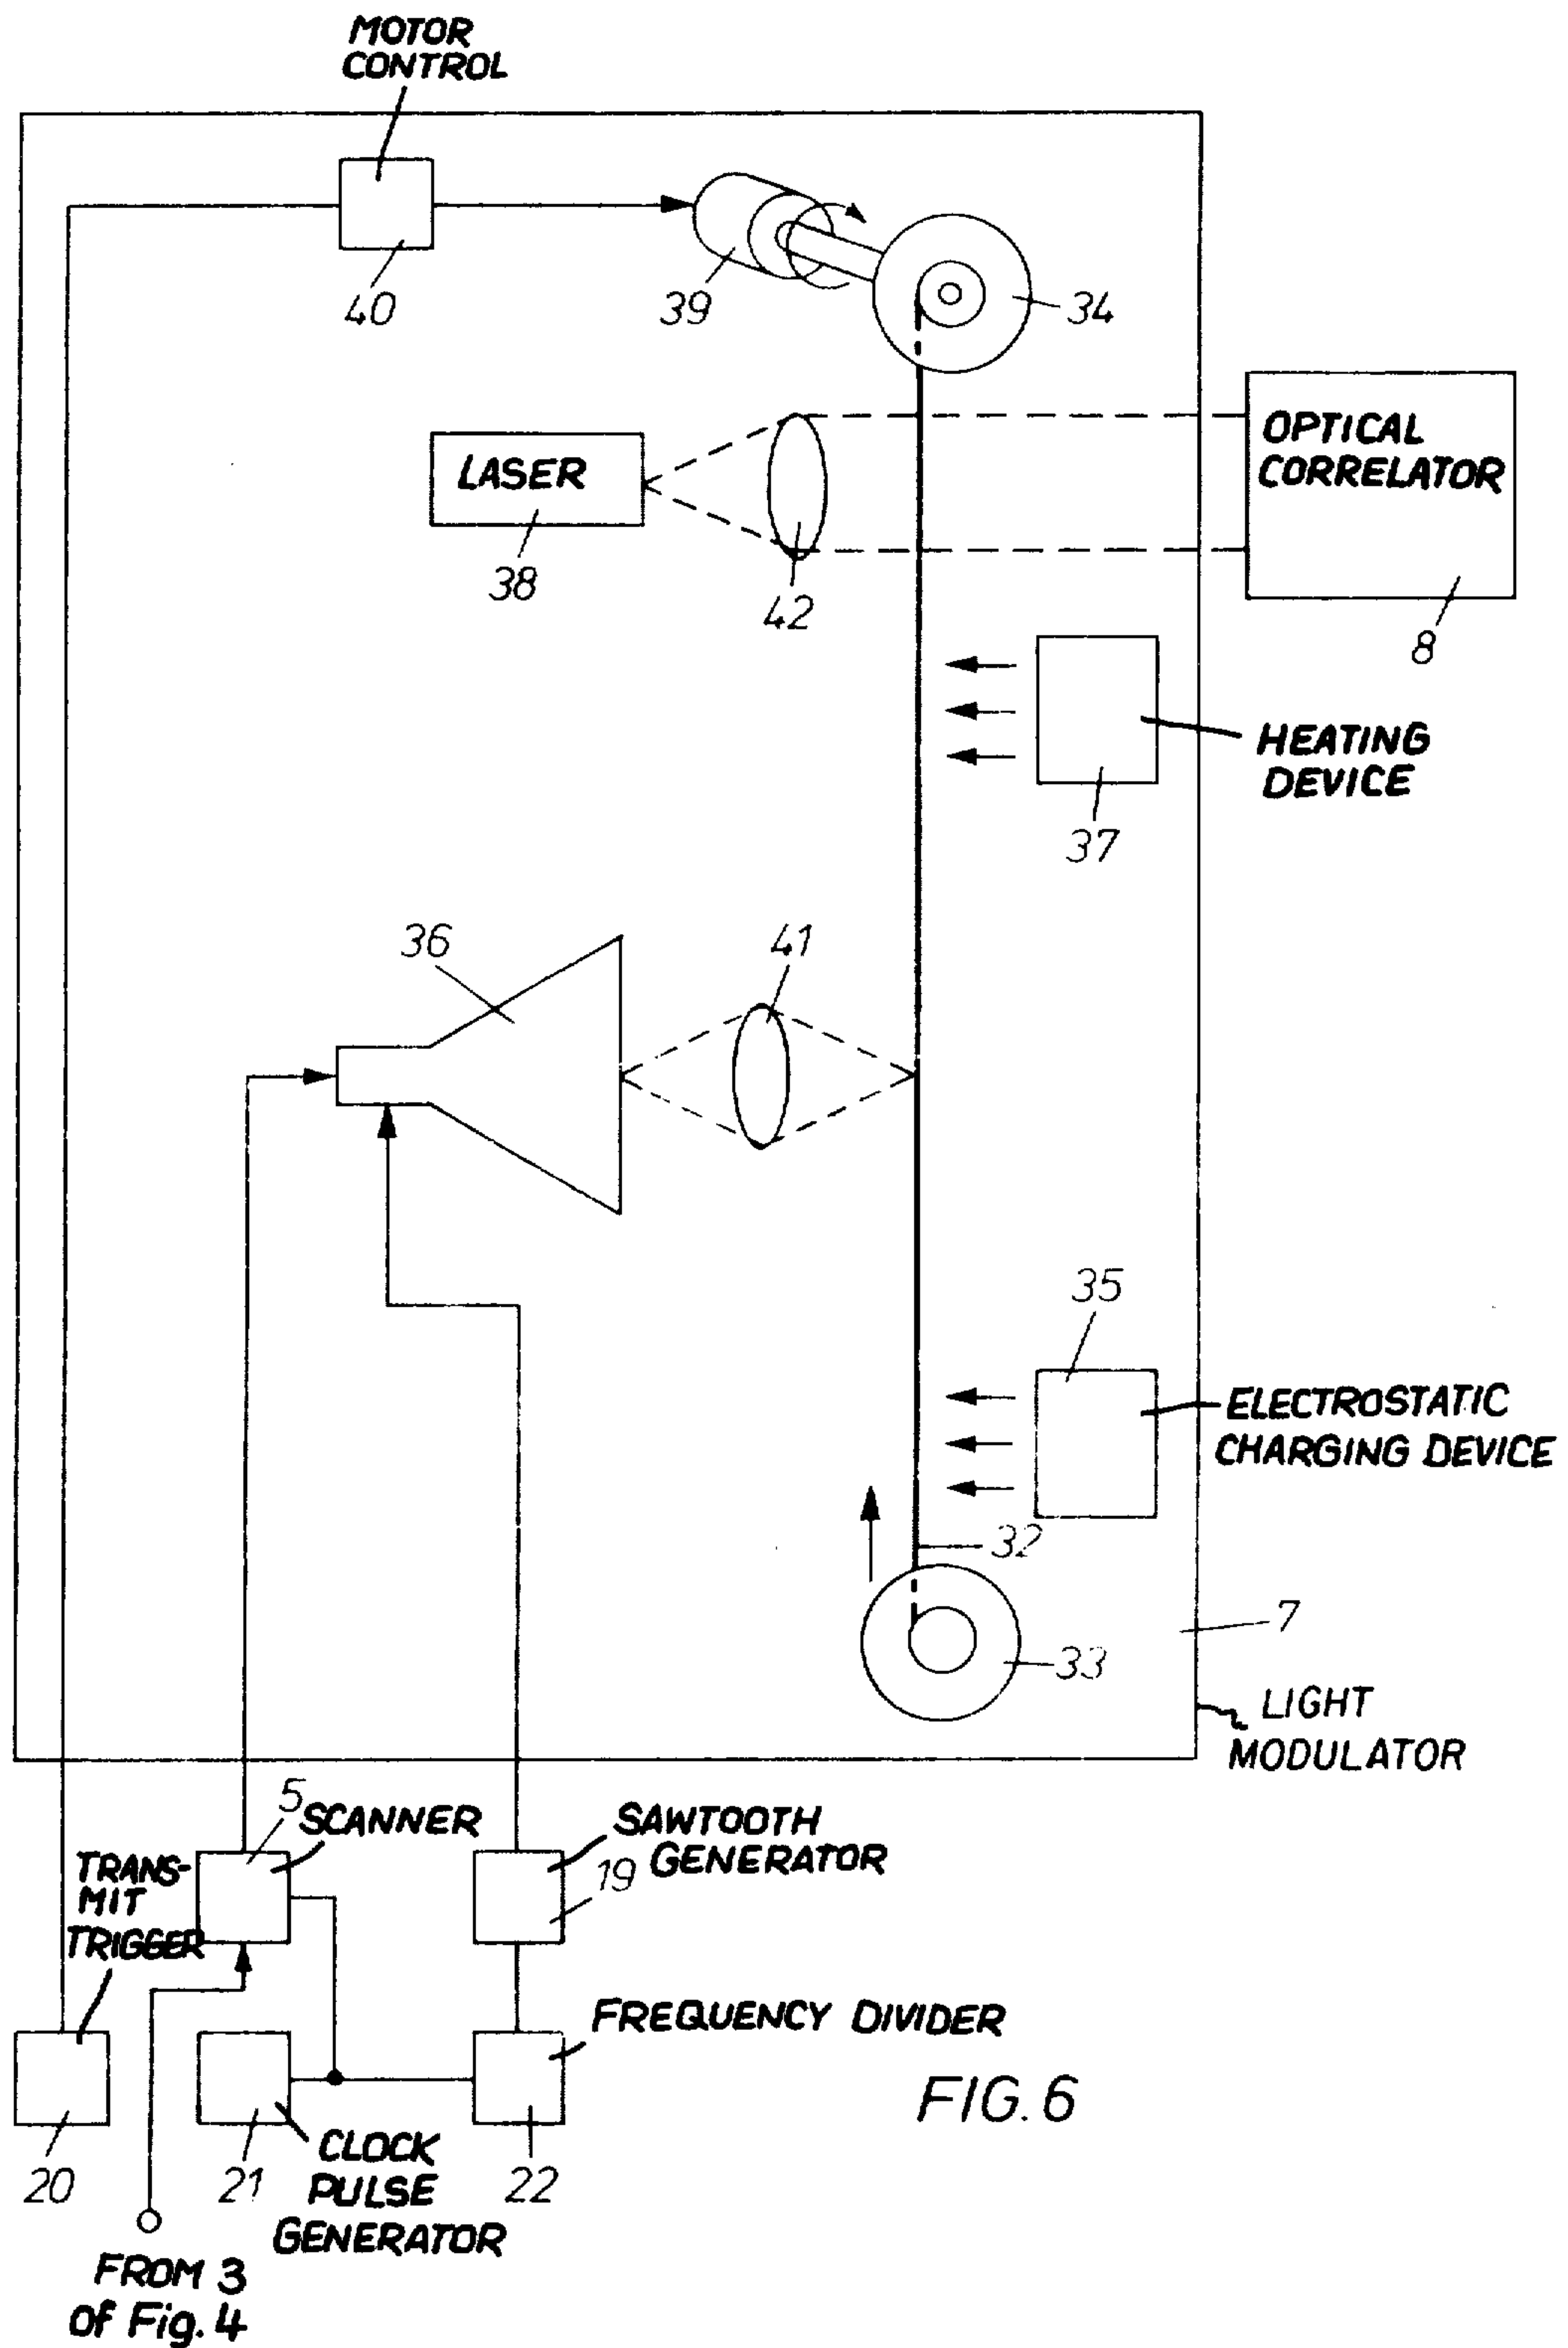 MOTOR
CONTROL
40
39
34
LASER
38
42
OPTICAL
CORRELATOR
8
HEATING
DEVICE
37
36
41
35
ELECTROSTATIC
CHARGING DEVICE
32
7
33
LIGHT
MODULATOR
5
SCANNER
SAWTOOTH
GENERATOR
19
TRANS-
MIT
TRIGGER
FREQUENCY DIVIDER
FIG. 6
20
21
CLOCK
PULSE
GENERATOR
22
FROM 3
of Fig. 4